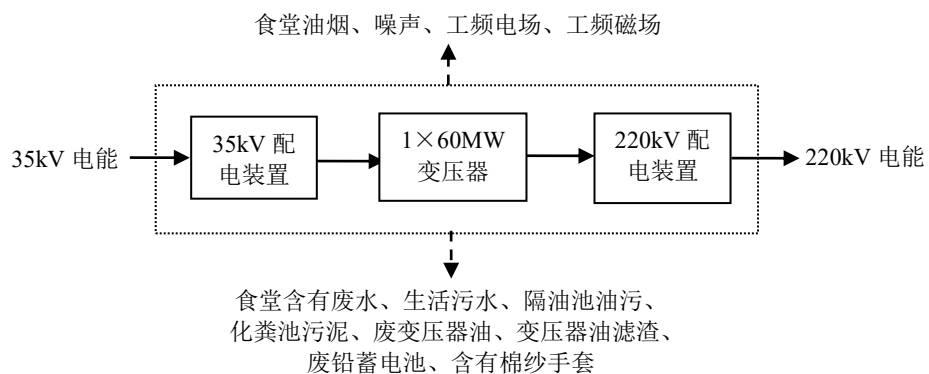 食堂油烟、噪声、工频电场、工频磁场
35kV 电能
35kV 配
电装置
1×60MW
变压器
220kV 配
电装置
220kV 电能
食堂含有废水、生活污水、隔油池油污、
化粪池污泥、废变压器油、变压器油滤渣、
废铅蓄电池、含有棉纱手套